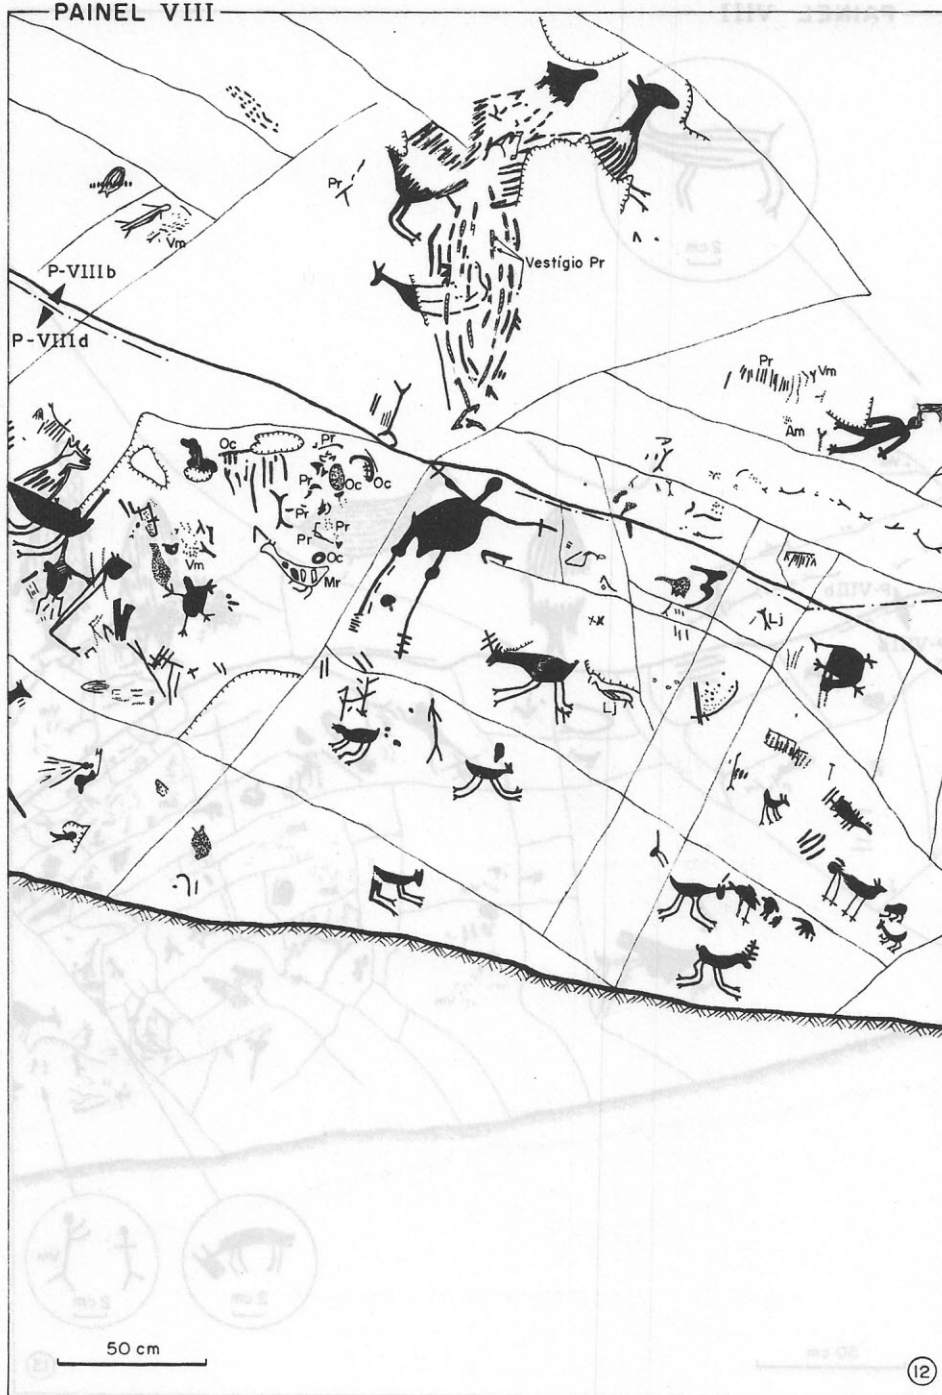 PAINEL VIII
Pr
Vm
P-VIIIb
P-VIIId
Vestígio Pr
Pr
Vm
Am
Oc
Pr
Pr
Oc
Oc
Pr
Pr
Pr
Vm
Oc
Mr
Lj
Lj
50 cm
12